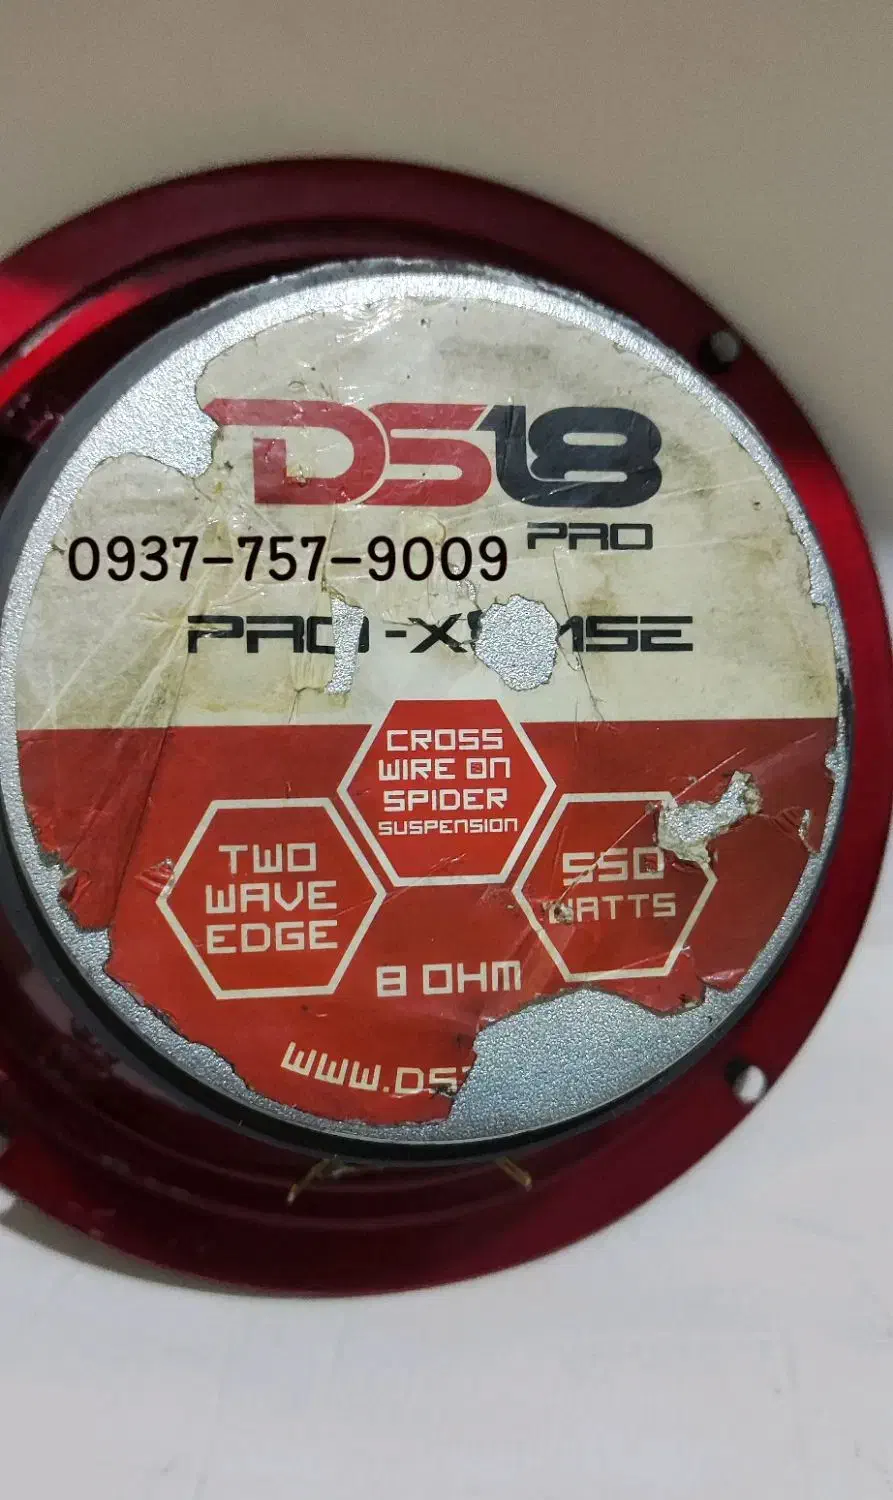 DS18
PRO
0937-757-9009
CROSS
WIRE ON
SPIDER
SUSPENSION
TWO
WAVE
EDGE
550
WATTS
8 OHM